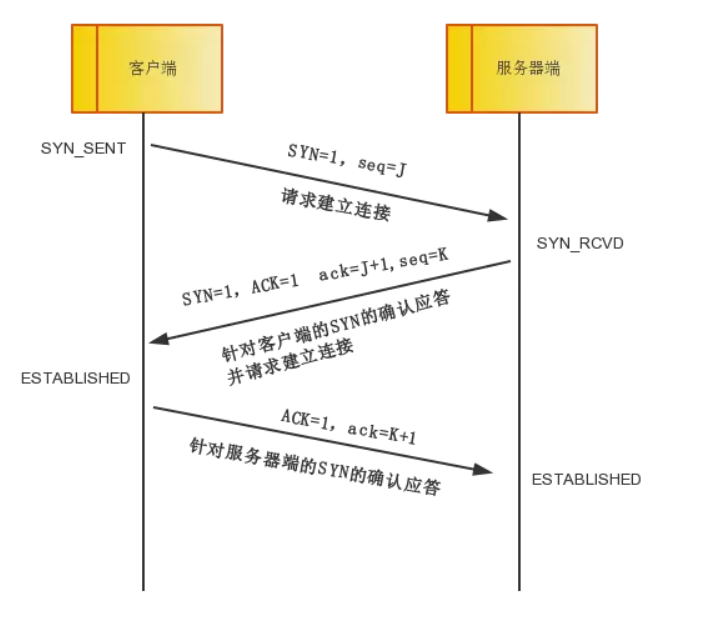 客户端
服务器端
SYN_SENT
SYN=1, seq=J
请求建立连接
SYN_RCVD
SYN=1, ACK=1 ack=J+1,seq=K
针对客户端的SYN的确认应答
并请求建立连接
ESTABLISHED
ACK=1, ack=K+1
针对服务器端的SYN的确认应答
ESTABLISHED